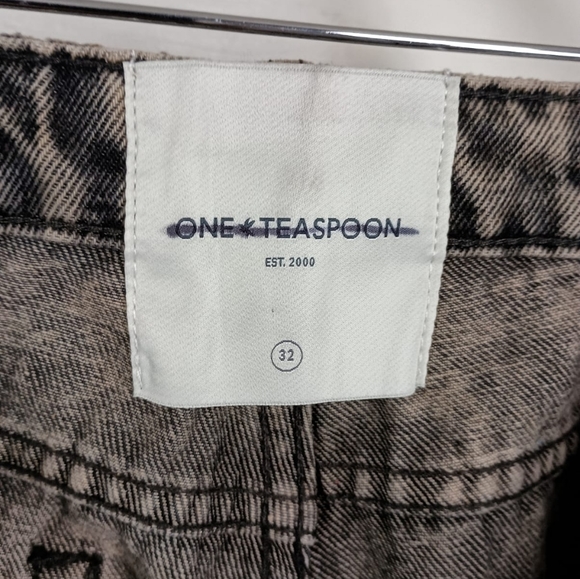 ONE TEASPOON
EST. 2000
32